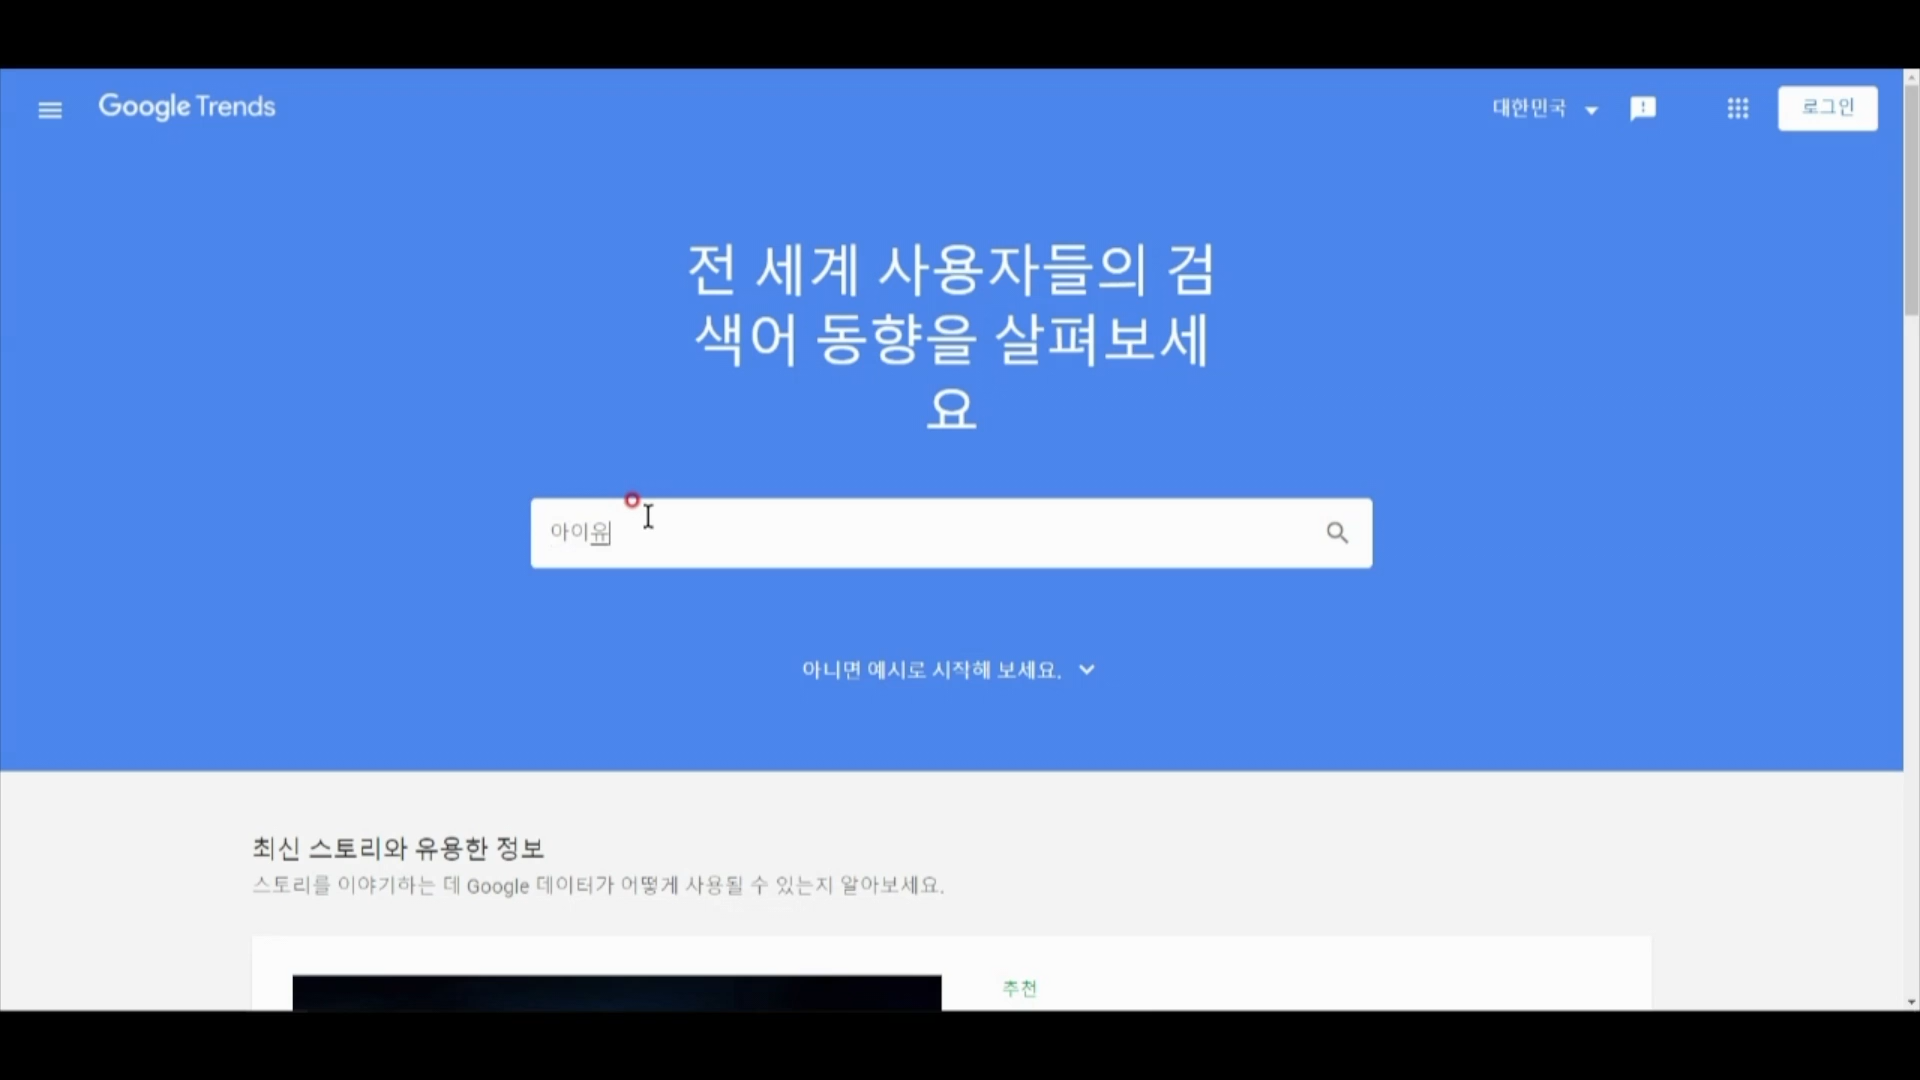 Google Trends
대한민국
로그인
전 세계 사용자들의 검
색어 동향을 살펴보세
요
아이유
아니면 예시로 시작해 보세요.
최신 스토리와 유용한 정보
스토리를 이야기하는 데 Google 데이터가 어떻게 사용될 수 있는지 알아보세요.
추천